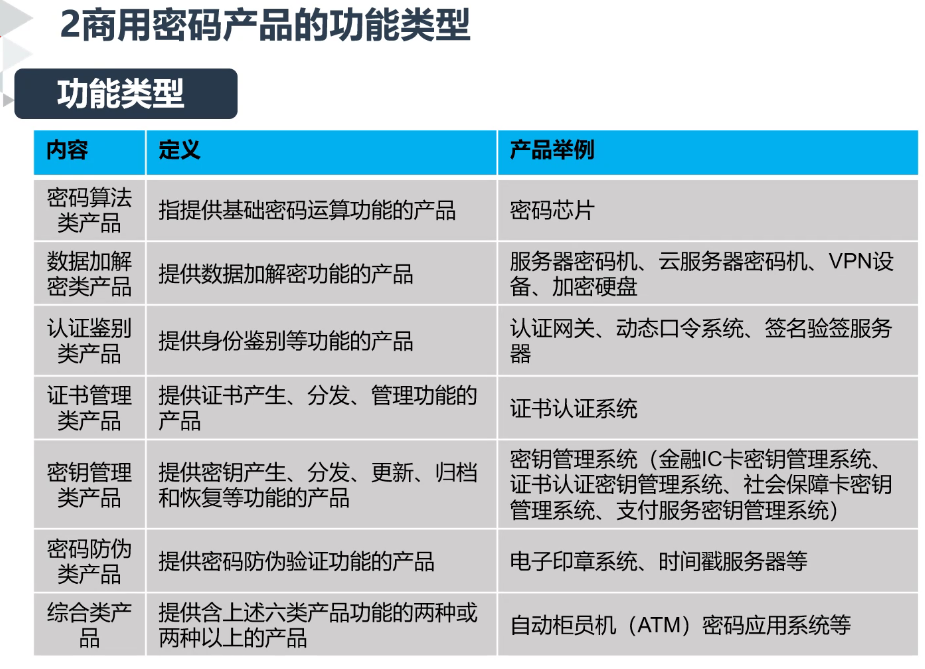 2商用密码产品的功能类型
功能类型
内容 定义 产品举例
密码算法
类产品
指提供基础密码运算功能的产品
密码芯片
数据加解
密类产品
提供数据加解密功能的产品
服务器密码机、云服务器密码机、VPN设
备、加密硬盘
认证鉴别
类产品
提供身份鉴别等功能的产品
认证网关、动态口令系统、签名验签服务
器
证书管理
类产品
提供证书产生、分发、管理功能的
产品
证书认证系统
密钥管理
类产品
提供密钥产生、分发、更新、归档
和恢复等功能的产品
密钥管理系统（金融IC卡密钥管理系统、
证书认证密钥管理系统、社会保障卡密钥
管理系统、支付服务密钥管理系统）
密码防伪
类产品
提供密码防伪验证功能的产品
电子印章系统、时间戳服务器等
综合类产
品
提供含上述六类产品功能的两种或
两种以上的产品
自动柜员机（ATM）密码应用系统等